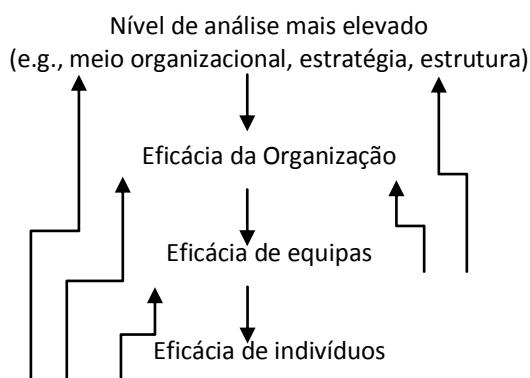 Nível de análise mais elevado
(e.g., meio organizacional, estratégia, estrutura)
Eficácia da Organização
Eficácia de equipas
Eficácia de indivíduos